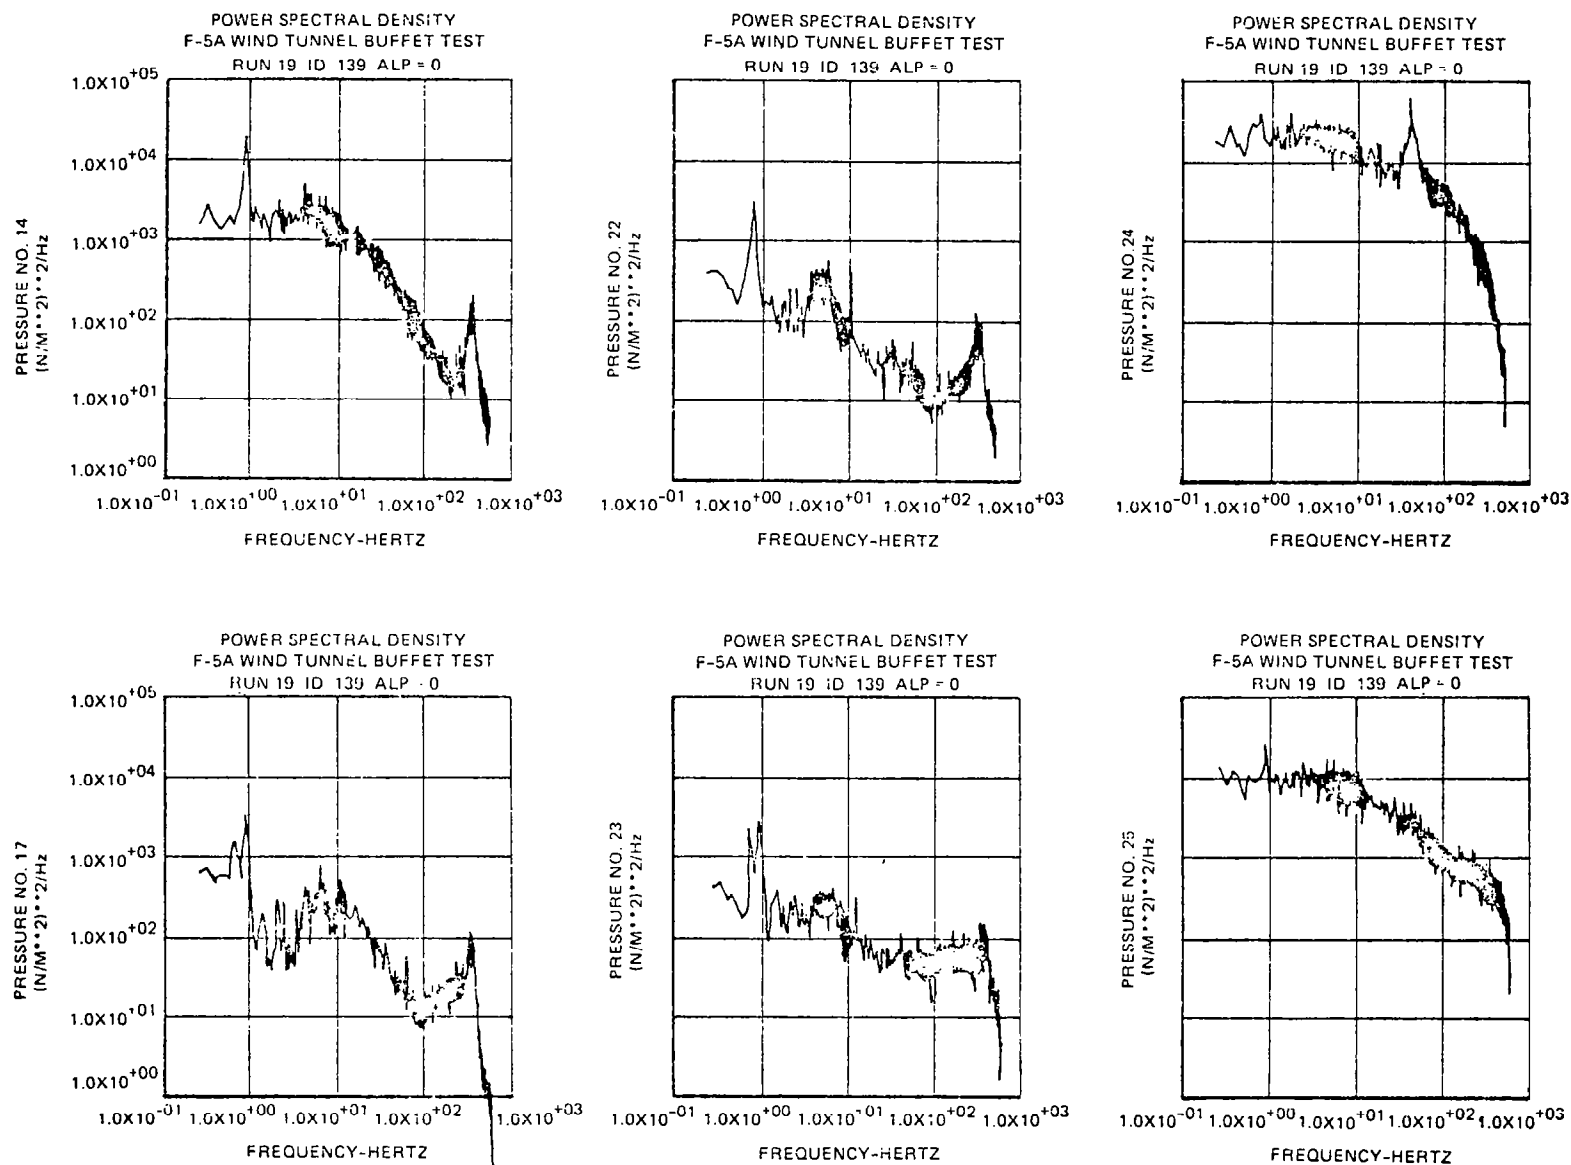 POWER SPECTRAL DENSITY
F-5A WIND TUNNEL BUFFET TEST
RUN 19 ID 139 ALP = 0
1.0X10+05
1.0X10+04
1.0X10+03
1.0X10+02
1.0X10+01
1.0X10+00
PRESSURE NO. 14
(N/M**2)**2/Hz
1.0X10-01 1.0X10+00 1.0X10+01 1.0X10+02 1.0X10+03
FREQUENCY-HERTZ
POWER SPECTRAL DENSITY
F-5A WIND TUNNEL BUFFET TEST
RUN 19 ID 139 ALP = 0
PRESSURE NO. 22
(N/M**2)**2/Hz
1.0X10-01 1.0X10+00 1.0X10+01 1.0X10+02 1.0X10+03
FREQUENCY-HERTZ
POWER SPECTRAL DENSITY
F-5A WIND TUNNEL BUFFET TEST
RUN 19 ID 139 ALP = 0
PRESSURE NO.24
(N/M**2)**2/Hz
1.0X10-01 1.0X10+00 1.0X10+01 1.0X10+02 1.0X10+03
FREQUENCY-HERTZ
POWER SPECTRAL DENSITY
F-5A WIND TUNNEL BUFFET TEST
RUN 19 ID 139 ALP - 0
1.0X10+05
1.0X10+04
1.0X10+03
1.0X10+02
1.0X10+01
1.0X10+00
PRESSURE NO. 17
(N/M**2)**2/Hz
1.0X10-01 1.0X10+00 1.0X10+01 1.0X10+02 1.0X10+03
FREQUENCY-HERTZ
POWER SPECTRAL DENSITY
F-5A WIND TUNNEL BUFFET TEST
RUN 19 ID 139 ALP = 0
PRESSURE NO. 23
(N/M**2)**2/Hz
1.0X10-01 1.0X10+00 1.0X10+01 1.0X10+02 1.0X10+03
FREQUENCY-HERTZ
POWER SPECTRAL DENSITY
F-5A WIND TUNNEL BUFFET TEST
RUN 19 ID 139 ALP = 0
PRESSURE NO. 25
(N/M**2)**2/Hz
1.0X10-01 1.0X10+00 1.0X10+01 1.0X10+02 1.0X10+03
FREQUENCY-HERTZ